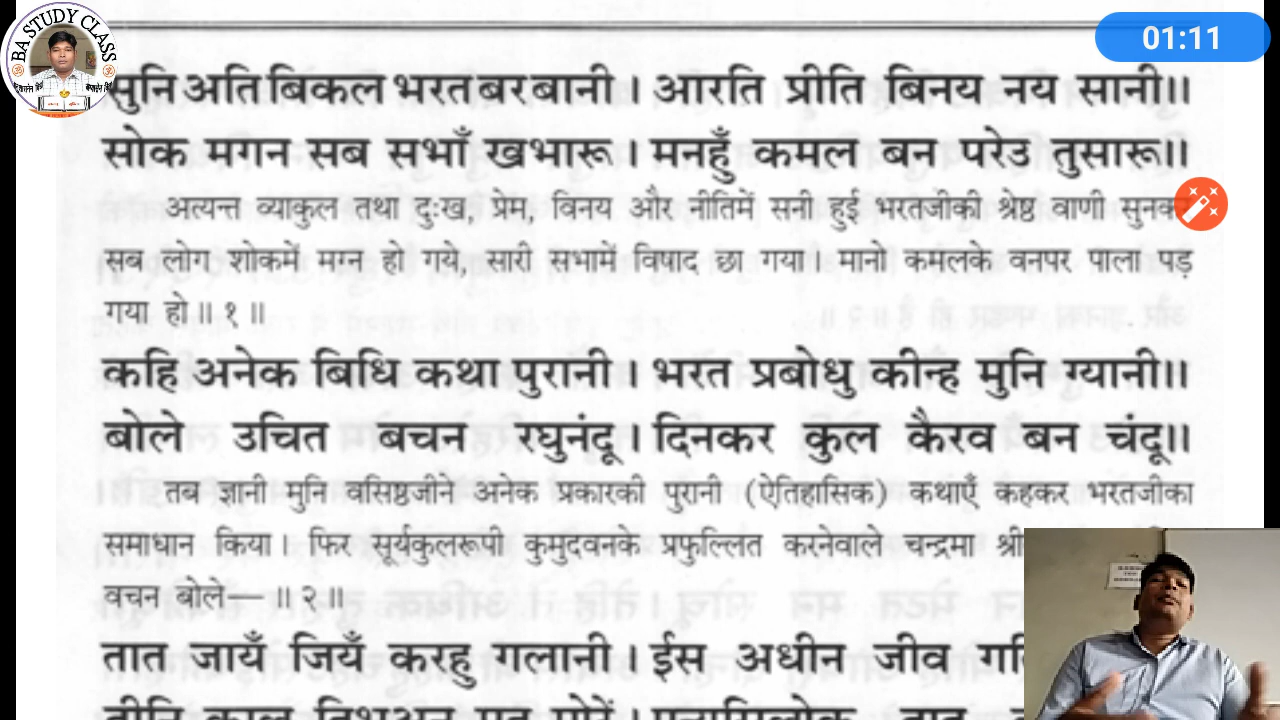 BA STUDY CLASS
01:11
सुनि अति बिकल भरत बर बानी । आरति प्रीति बिनय नय सानी॥
सोक मगन सब सभाँ खभारू । मनहुँ कमल बन परेउ तुसारू॥
अत्यन्त व्याकुल तथा दुःख, प्रेम, विनय और नीतिमें सनी हुई भरतजीकी श्रेष्ठ वाणी सुनकर
सब लोग शोकमें मग्न हो गये, सारी सभामें विषाद छा गया। मानो कमलके वनपर पाला पड़
गया हो ॥ १ ॥
कहि अनेक बिधि कथा पुरानी । भरत प्रबोधु कीन्ह मुनि ग्यानी॥
बोले उचित बचन रघुनंदू । दिनकर कुल कैरव बन चंदू॥
तब ज्ञानी मुनि वसिष्ठजीने अनेक प्रकारकी पुरानी (ऐतिहासिक) कथाएँ कहकर भरतजीका
समाधान किया। फिर सूर्यकुलरूपी कुमुदवनके प्रफुल्लित करनेवाले चन्द्रमा
वचन बोले— ॥ २ ॥
तात जायँ जियँ करहु गलानी । ईस अधीन जीव